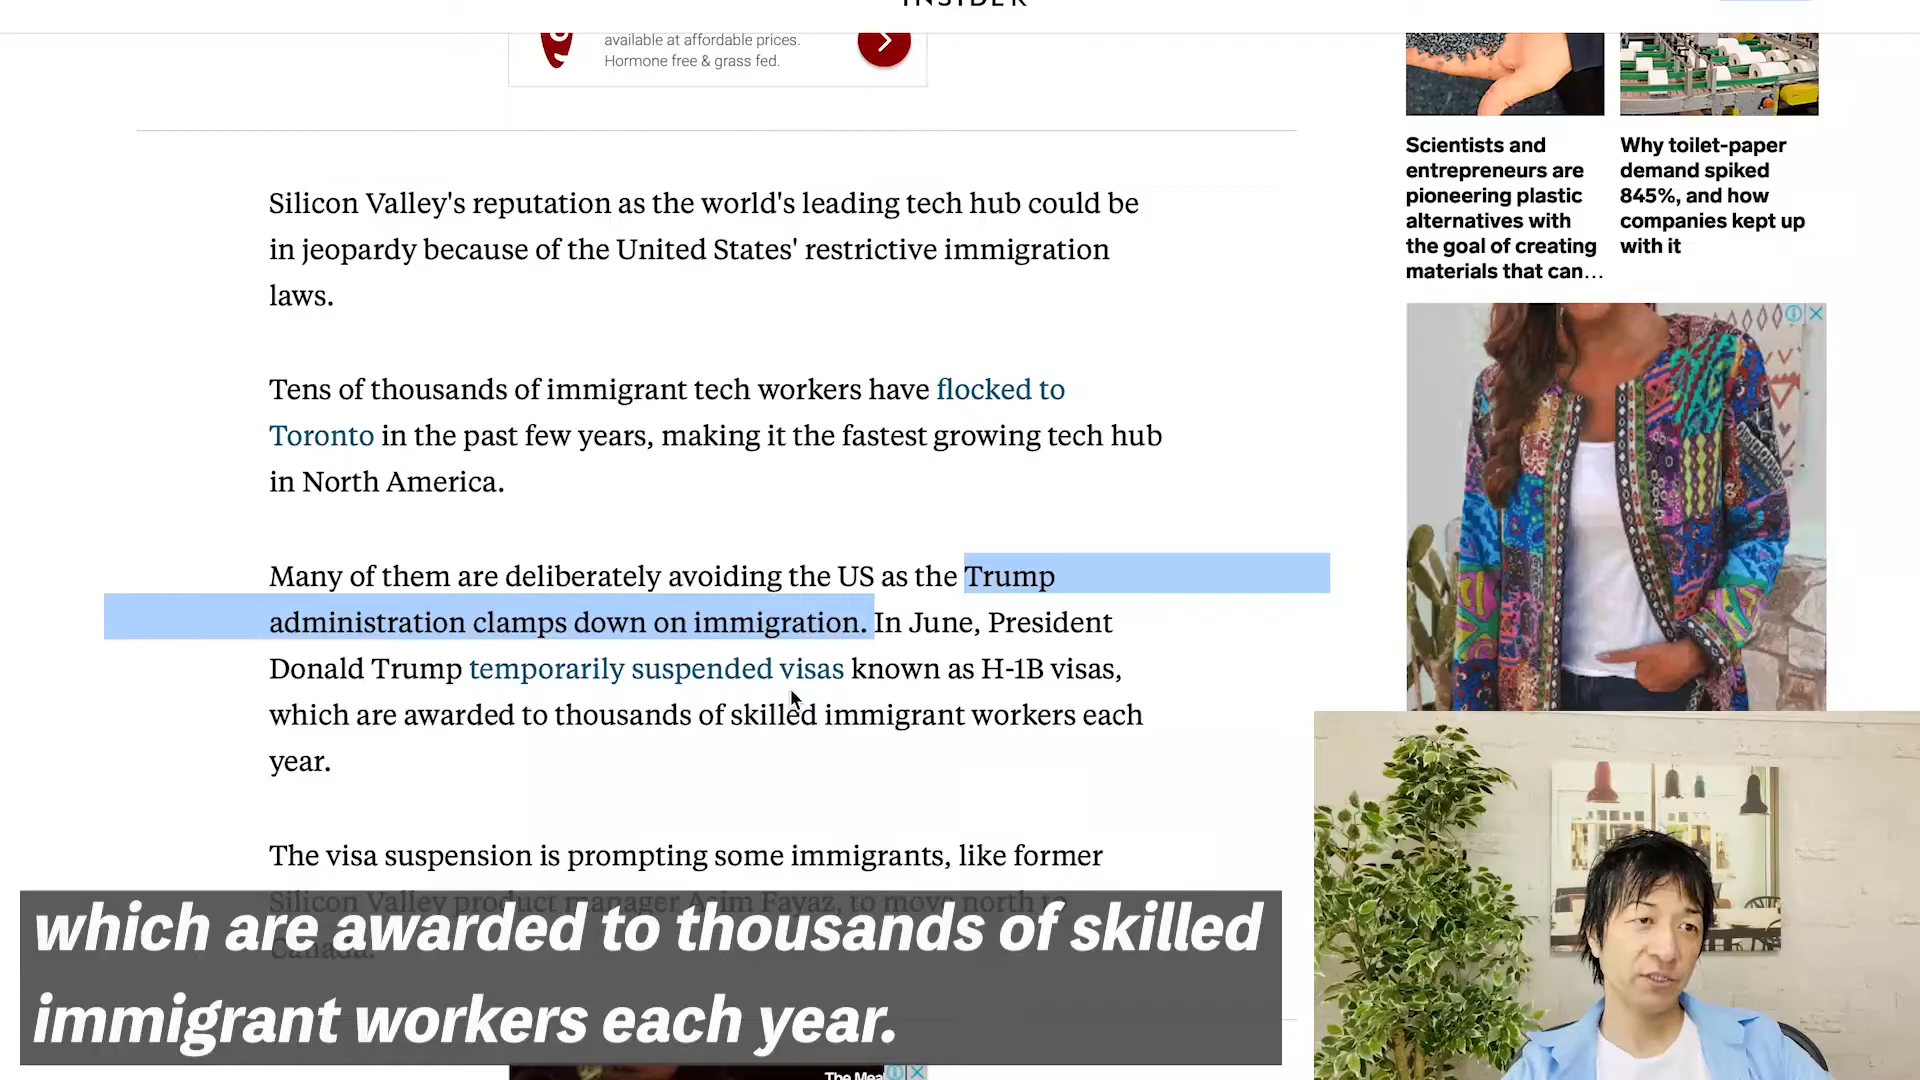 INSIDER
available at affordable prices.
Hormone free & grass fed.
Silicon Valley's reputation as the world's leading tech hub could be
in jeopardy because of the United States' restrictive immigration
laws.
Tens of thousands of immigrant tech workers have flocked to
Toronto in the past few years, making it the fastest growing tech hub
in North America.
Many of them are deliberately avoiding the US as the Trump
administration clamps down on immigration. In June, President
Donald Trump temporarily suspended visas known as H-1B visas,
which are awarded to thousands of skilled immigrant workers each
year.
The visa suspension is prompting some immigrants, like former
Silicon Valley product manager Asim Fayaz, to move north to
Canada.
which are awarded to thousands of skilled
immigrant workers each year.
The Mea
Scientists and
entrepreneurs are
pioneering plastic
alternatives with
the goal of creating
materials that can...
Why toilet-paper
demand spiked
845%, and how
companies kept up
with it